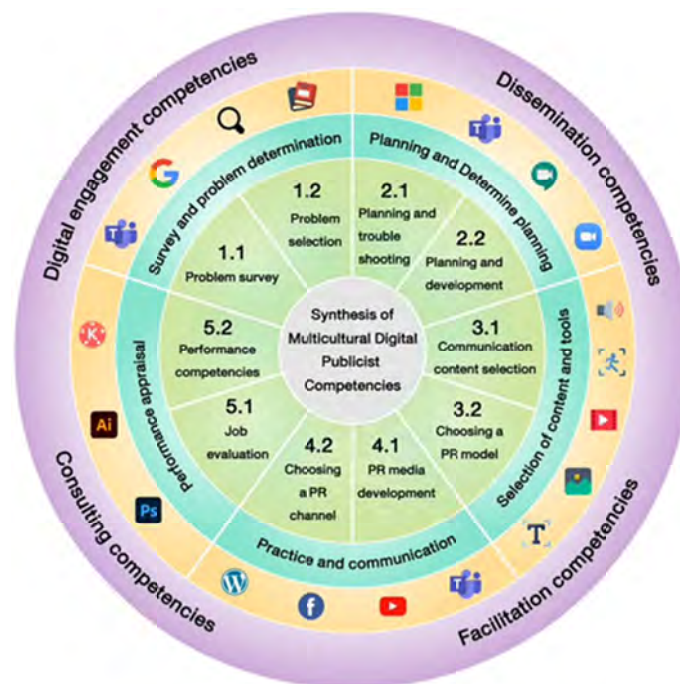 Digital engagement competencies
Dissemination competencies
Facilitation competencies
Consulting competencies
Survey and problem determination
Planning and Determine planning
Selection of content and tools
Practice and communication
Performance appraisal
1.1
Problem survey
1.2
Problem
selection
2.1
Planning and
trouble
shooting
2.2
Planning and
development
3.1
Communication
content selection
3.2
Choosing a
PR model
4.1
PR media
development
4.2
Choosing
a PR
channel
5.1
Job
evaluation
5.2
Performance
competencies
Synthesis of
Multicultural Digital
Publicist
Competencies
T
G
T
T
K
Ai
Ps
W
f
T